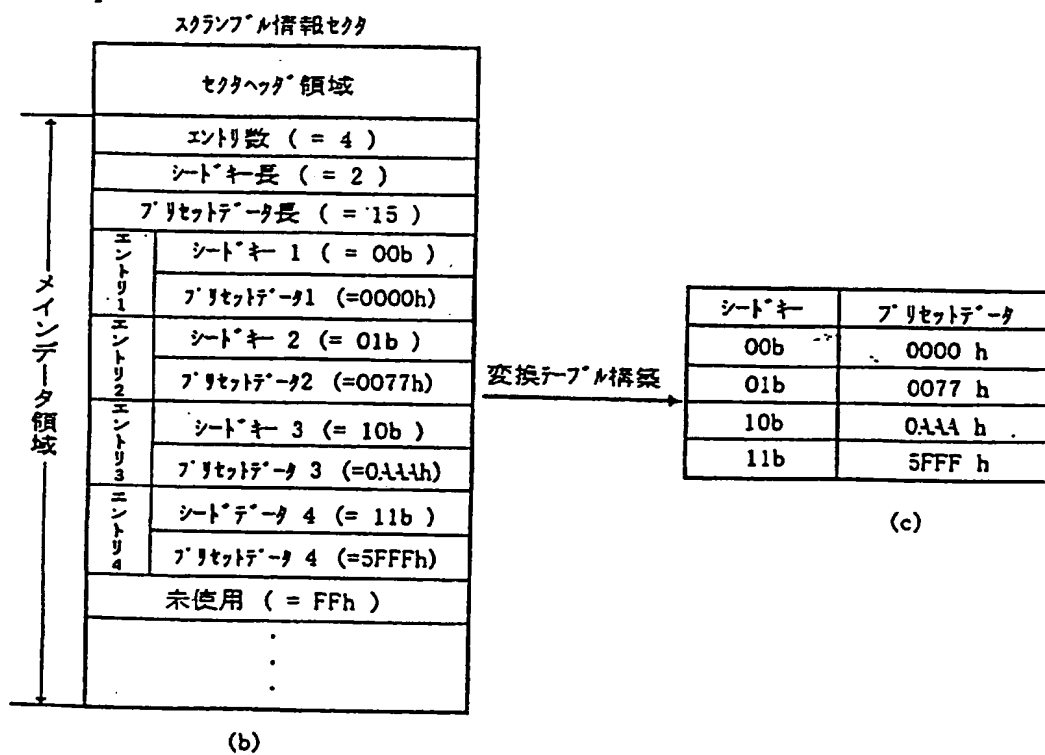 スクランブル情報セクタ
セクタヘッダ領域
エントリ数 ( = 4 )
シードキー長 ( = 2 )
プリセットデータ長 ( = 15 )
エントリ1
シードキー 1 ( = 00b )
プリセットデータ1 (=0000h)
エントリ2
シードキー 2 (= 01b )
プリセットデータ2 (=0077h)
エントリ3
シードキー 3 (= 10b )
プリセットデータ 3 (=0AAAh)
エントリ4
シードデータ 4 (= 11b )
プリセットデータ 4 (=5FFFh)
未使用 ( = FFh )
メインデータ領域
(b)
変換テーブル構築
シードキー プリセットデータ
00b 0000 h
01b 0077 h
10b 0AAA h
11b 5FFF h
(c)